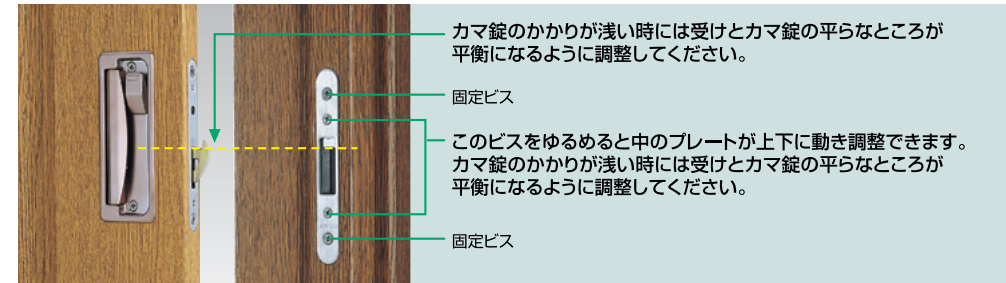 カマ錠のかかりが浅い時には受けとカマ錠の平らなところが
平衡になるように調整してください。
固定ビス
このビスをゆるめると中のプレートが上下に動き調整できます。
カマ錠のかかりが浅い時には受けとカマ錠の平らなところが
平衡になるように調整してください。
固定ビス